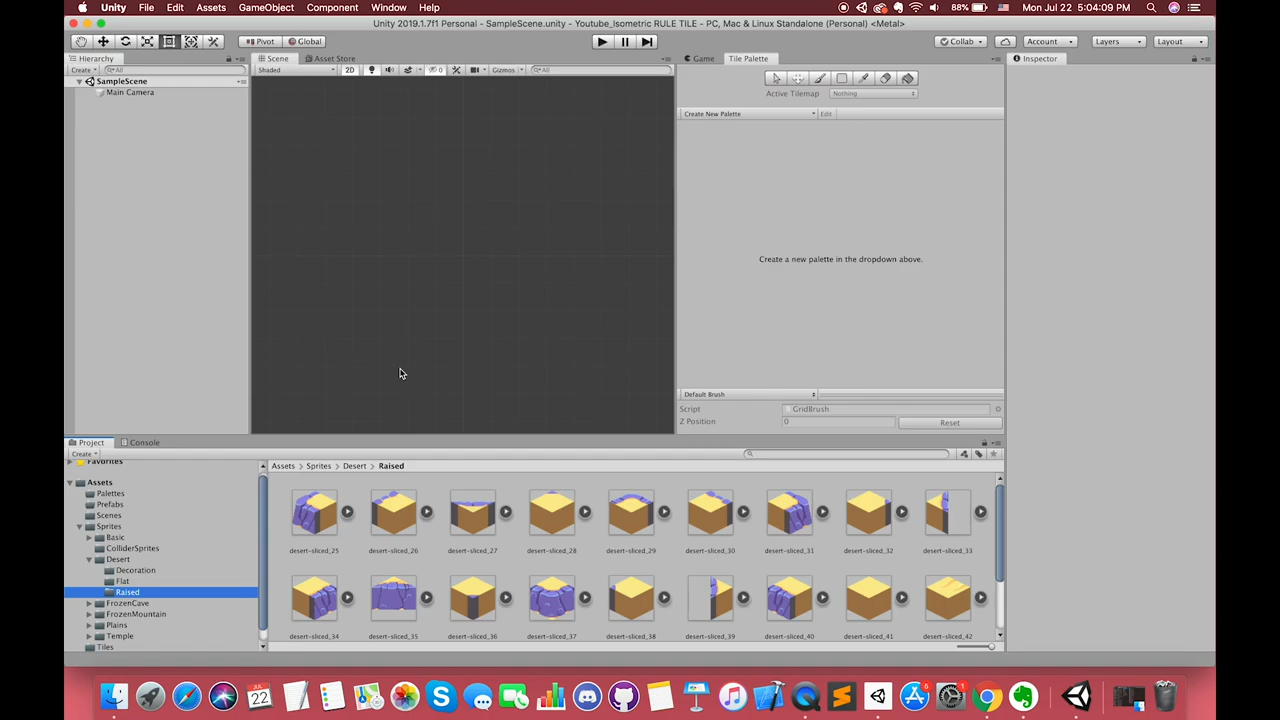 Unity File Edit Assets GameObject Component Window Help 88% Mon Jul 22 5:04:09 PM
Unity 2019.1.7f1 Personal - SampleScene.unity - Youtube_Isometric RULE TILE - PC, Mac & Linux Standalone (Personal) <Metal>
Pivot Global Collab Account Layers Layout
Hierarchy Scene Asset Store Game Tile Palette Inspector
Create All Shaded 2D 0 Gizmos All
SampleScene
Main Camera
Active Tilemap Nothing
Create New Palette Edit
Create a new palette in the dropdown above.
Default Brush
Script GridBrush
Z Position 0 Reset
Project Console
Create
Favorites
Assets
Palettes
Prefabs
Scenes
Sprites
Basic
ColliderSprites
Desert
Decoration
Flat
Raised
FrozenCave
FrozenMountain
Plains
Temple
Tiles
Assets Sprites Desert Raised
desert-sliced_25 desert-sliced_26 desert-sliced_27 desert-sliced_28 desert-sliced_29 desert-sliced_30 desert-sliced_31 desert-sliced_32 desert-sliced_33
desert-sliced_34 desert-sliced_35 desert-sliced_36 desert-sliced_37 desert-sliced_38 desert-sliced_39 desert-sliced_40 desert-sliced_41 desert-sliced_42
JUL
22